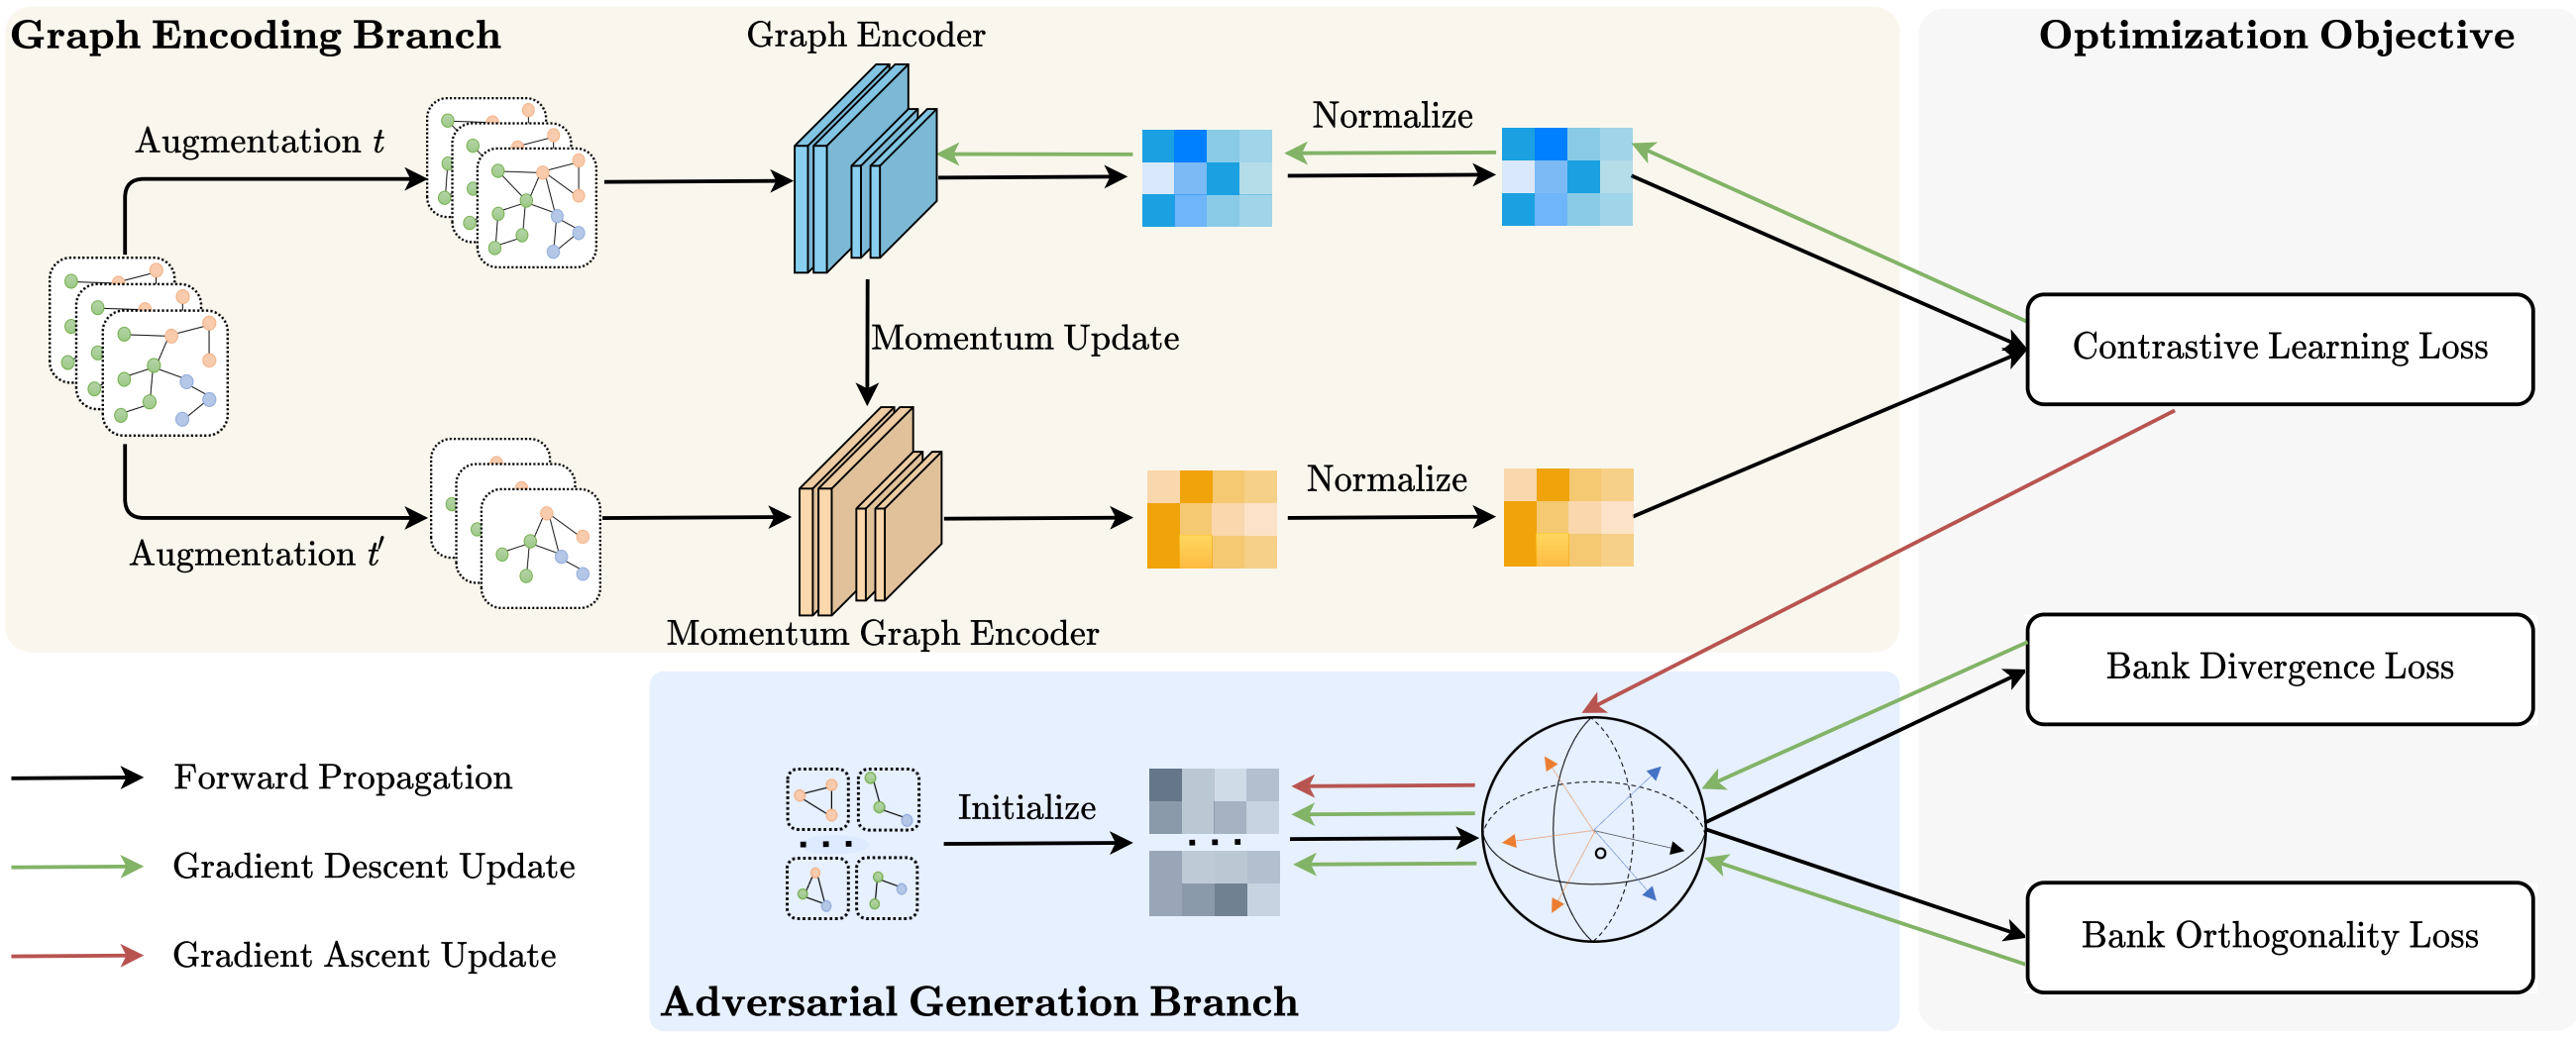 Graph Encoding Branch
Graph Encoder
Optimization Objective
Augmentation t
Normalize
Momentum Update
Contrastive Learning Loss
Normalize
Augmentation t′
Momentum Graph Encoder
Bank Divergence Loss
Forward Propagation
Initialize
. . .
. . .
O
Gradient Descent Update
Bank Orthogonality Loss
Gradient Ascent Update
Adversarial Generation Branch